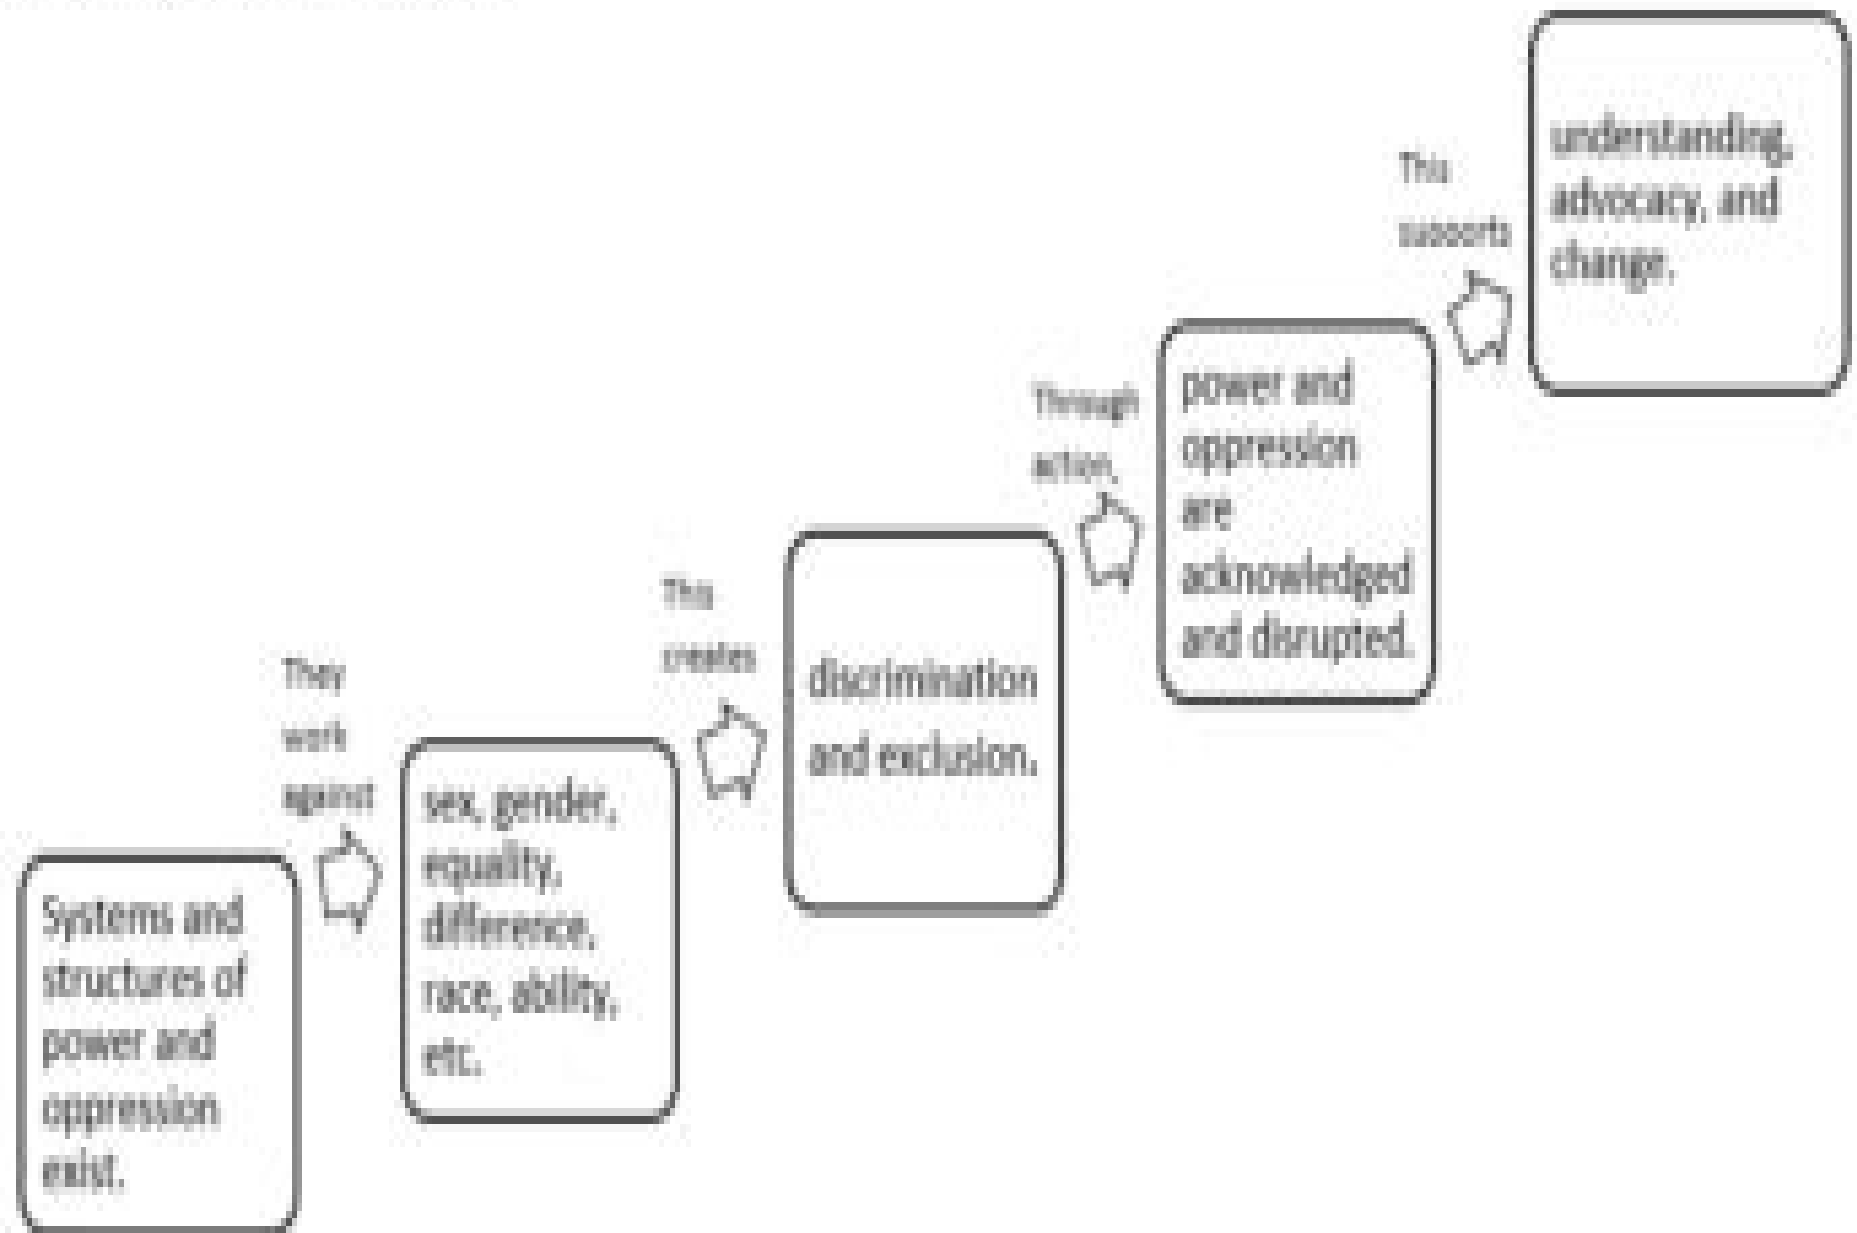 Systems and
structures of
power and
oppression
exist.
They
work
against
sex, gender,
equality,
difference,
race, ability,
etc.
This
creates
discrimination
and exclusion.
Through
action,
power and
oppression
are
acknowledged
and disrupted.
This
supports
understanding,
advocacy, and
change.